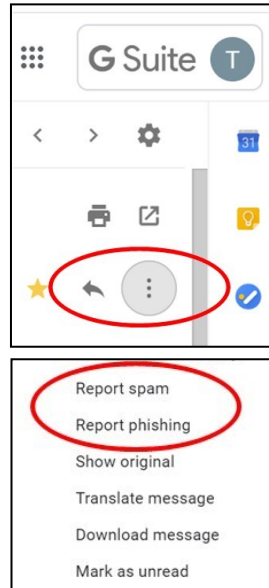 G Suite T
31
Report spam
Report phishing
Show original
Translate message
Download message
Mark as unread